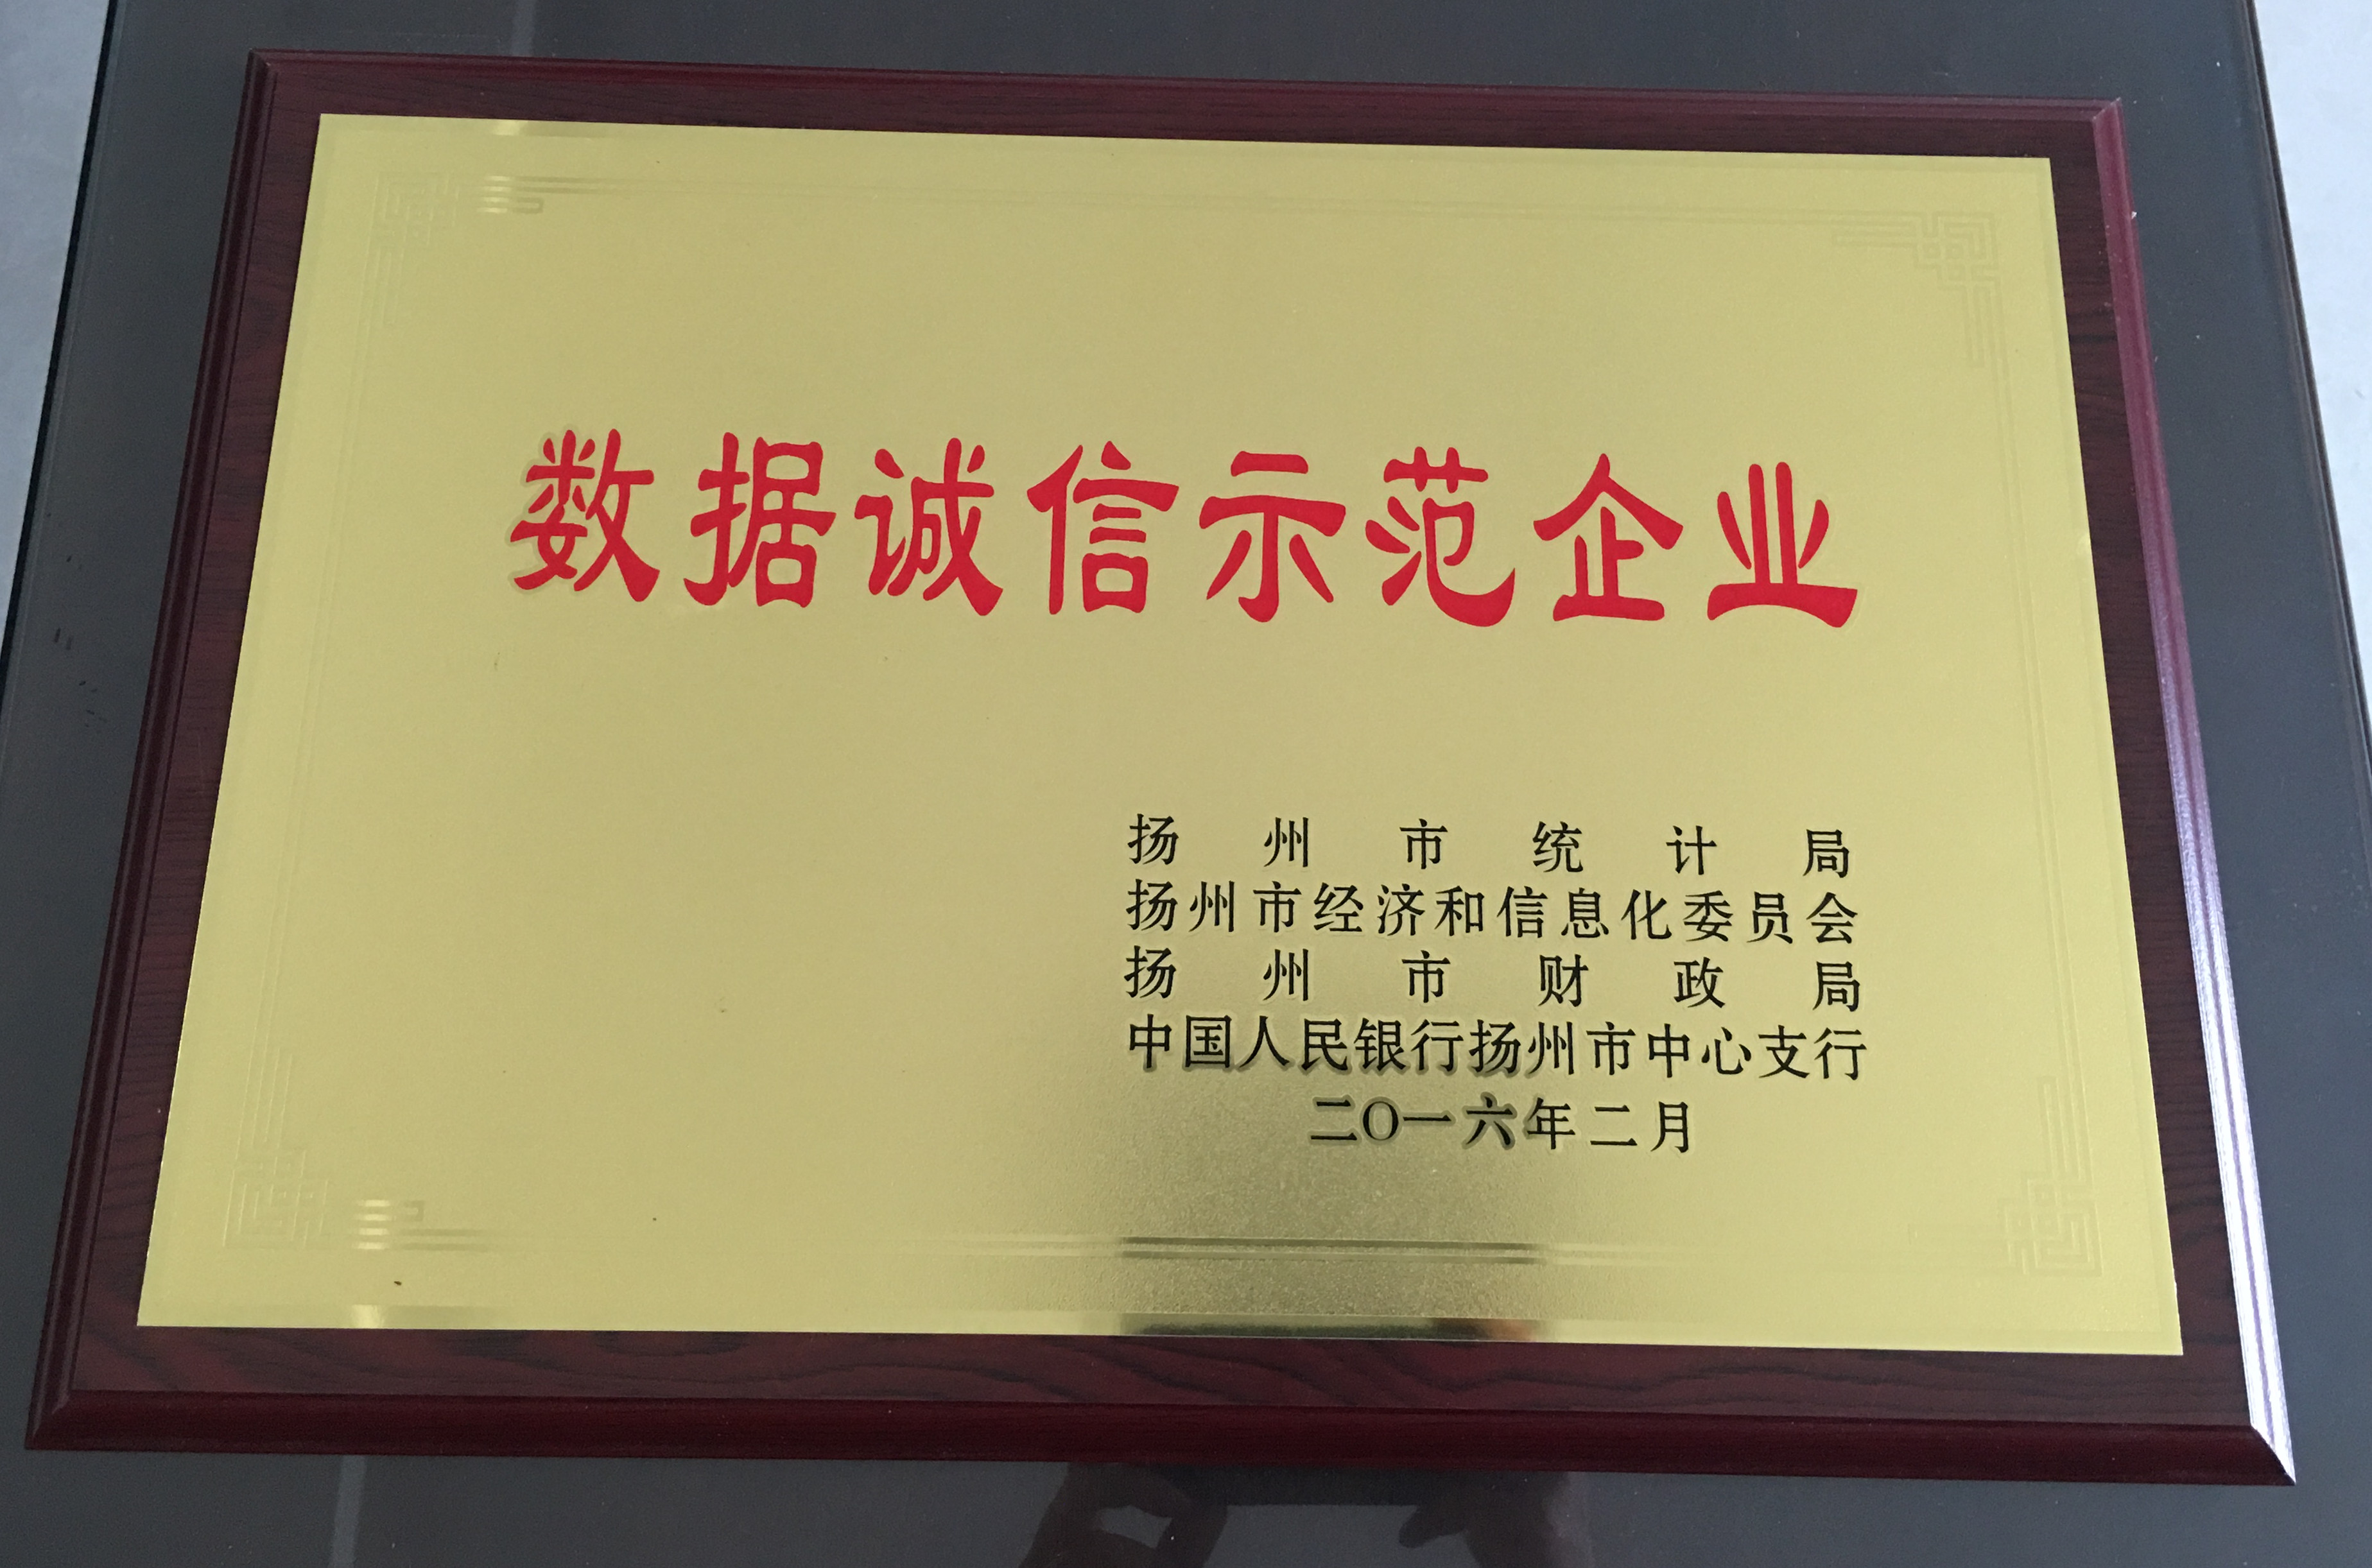 数据诚信示范企业
扬州市统计局
扬州市经济和信息化委员会
扬州市财政局
中国人民银行扬州市中心支行
二〇一六年二月